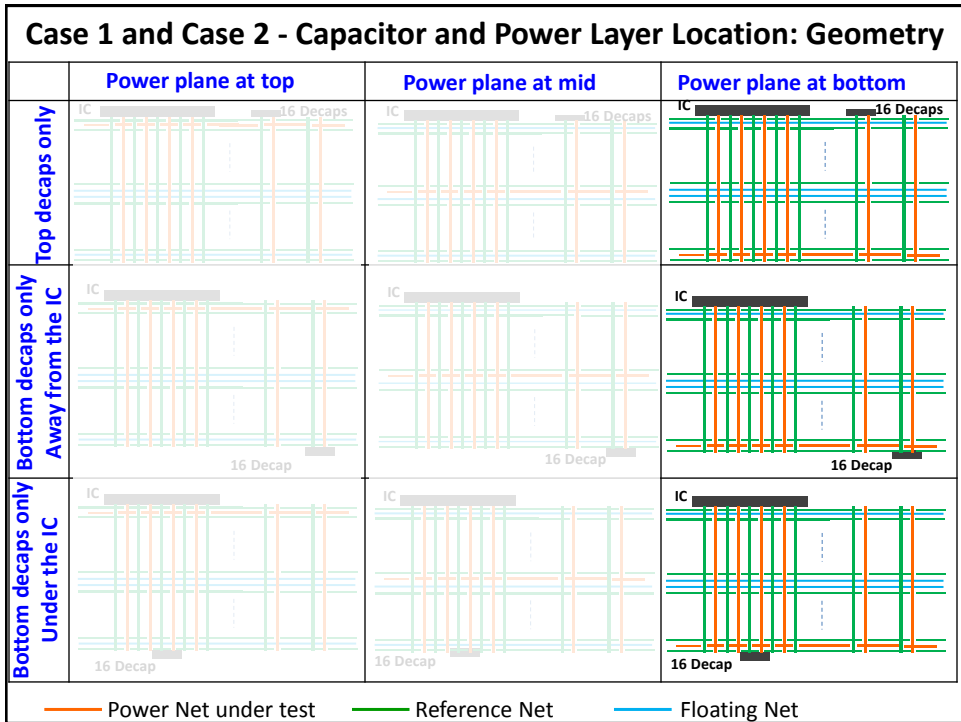 Case 1 and Case 2 - Capacitor and Power Layer Location: Geometry
Power plane at top
Power plane at mid
Power plane at bottom
Top decaps only
IC
16 Decaps
IC
16 Decaps
IC
16 Decaps
Bottom decaps only
Away from the IC
IC
16 Decap
IC
16 Decap
IC
16 Decap
Bottom decaps only
Under the IC
IC
16 Decap
IC
16 Decap
IC
16 Decap
Power Net under test
Reference Net
Floating Net